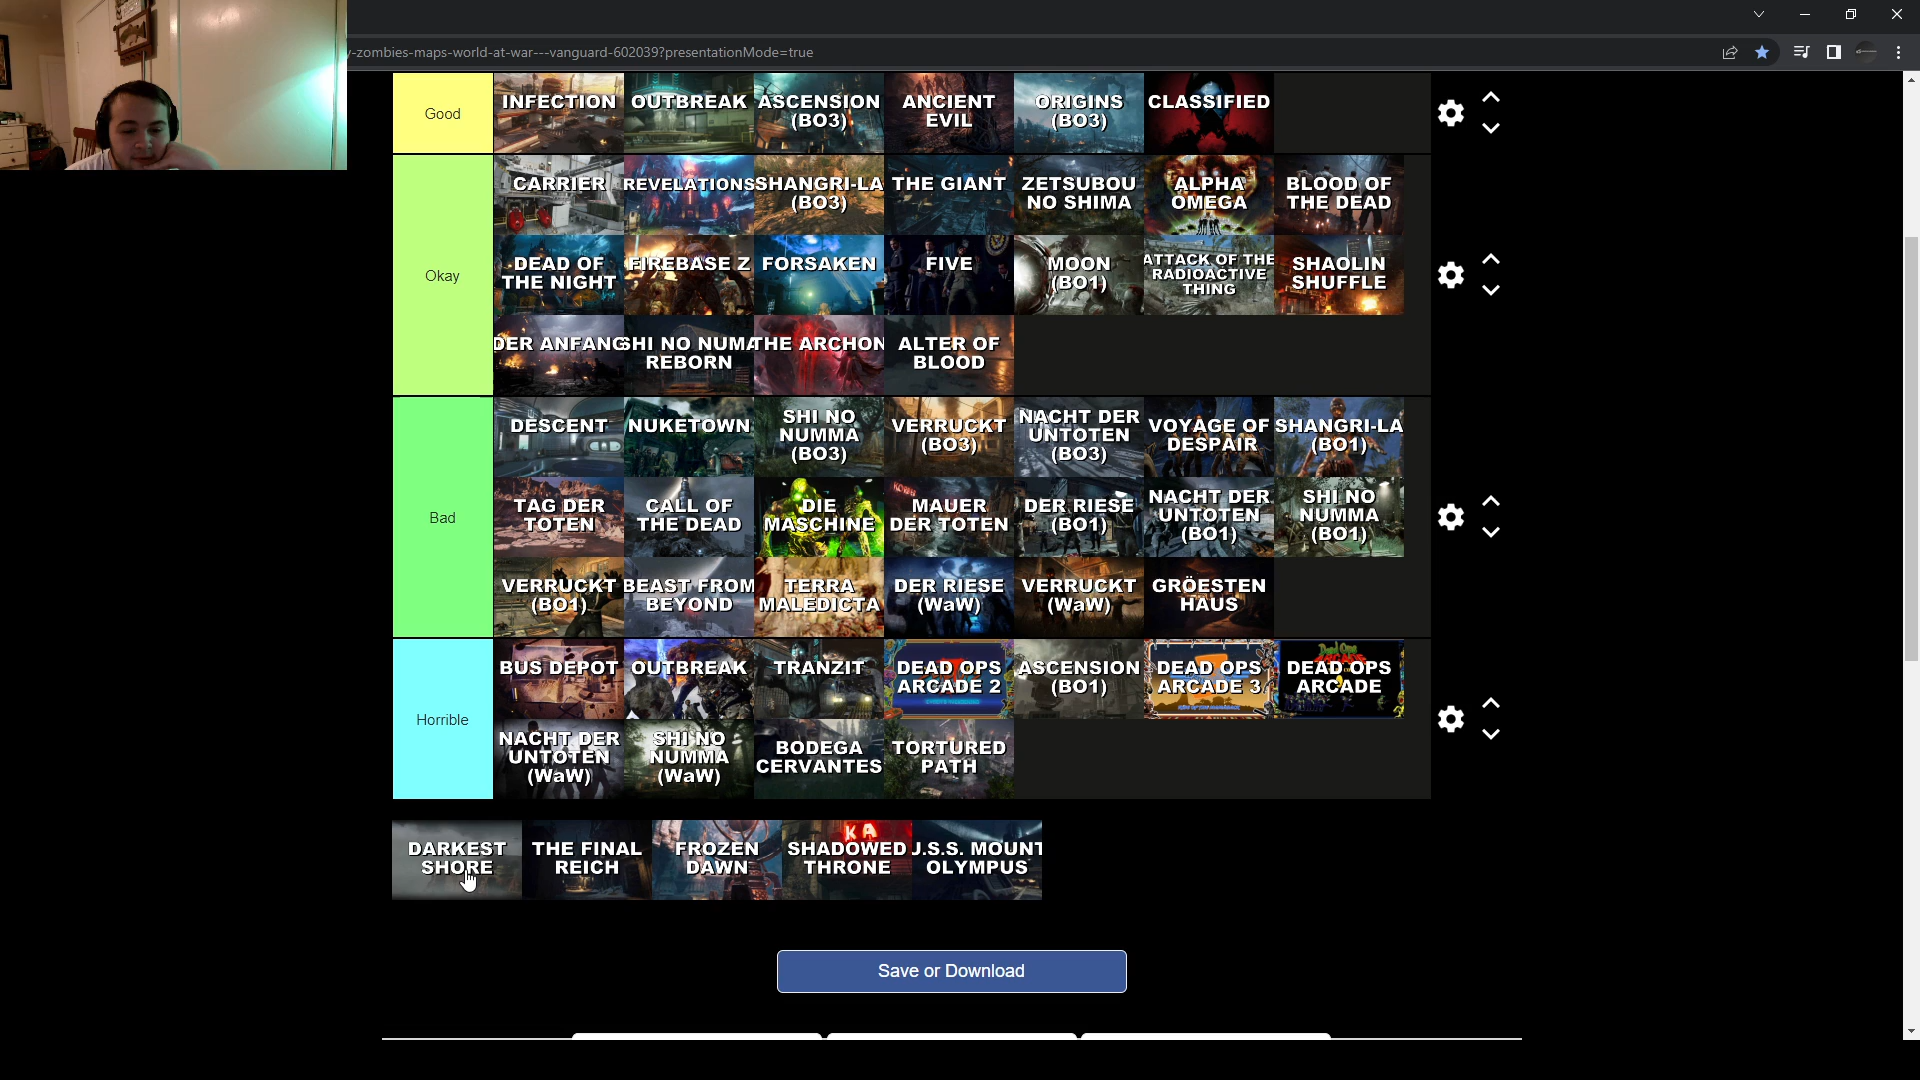 y-zombies-maps-world-at-war---vanguard-602039?presentationMode=true
Good
INFECTION
OUTBREAK
ASCENSION
(BO3)
ANCIENT
EVIL
ORIGINS
(BO3)
CLASSIFIED
Okay
CARRIER
REVELATIONS
SHANGRI-LA
(BO3)
THE GIANT
ZETSUBOU
NO SHIMA
ALPHA
OMEGA
BLOOD OF
THE DEAD
DEAD OF
THE NIGHT
FIREBASE Z
FORSAKEN
FIVE
MOON
(BO1)
ATTACK OF THE
RADIOACTIVE
THING
SHAOLIN
SHUFFLE
DER ANFANG
SHI NO NUMA
REBORN
THE ARCHON
ALTER OF
BLOOD
Bad
DESCENT
NUKETOWN
SHI NO
NUMMA
(BO3)
VERRUCKT
(BO3)
NACHT DER
UNTOTEN
(BO3)
VOYAGE OF
DESPAIR
SHANGRI-LA
(BO1)
TAG DER
TOTEN
CALL OF
THE DEAD
DIE
MASCHINE
MAUER
DER TOTEN
DER RIESE
(BO1)
NACHT DER
UNTOTEN
(BO1)
SHI NO
NUMMA
(BO1)
VERRUCKT
(BO1)
BEAST FROM
BEYOND
TERRA
MALEDICTA
DER RIESE
(WaW)
VERRUCKT
(WaW)
GRÖESTEN
HAUS
Horrible
BUS DEPOT
OUTBREAK
TRANZIT
DEAD OPS
ARCADE 2
ASCENSION
(BO1)
DEAD OPS
ARCADE 3
DEAD OPS
ARCADE
NACHT DER
UNTOTEN
(WaW)
SHI NO
NUMMA
(WaW)
BODEGA
CERVANTES
TORTURED
PATH
DARKEST
SHORE
THE FINAL
REICH
FROZEN
DAWN
SHADOWED
THRONE
U.S.S. MOUNT
OLYMPUS
Save or Download